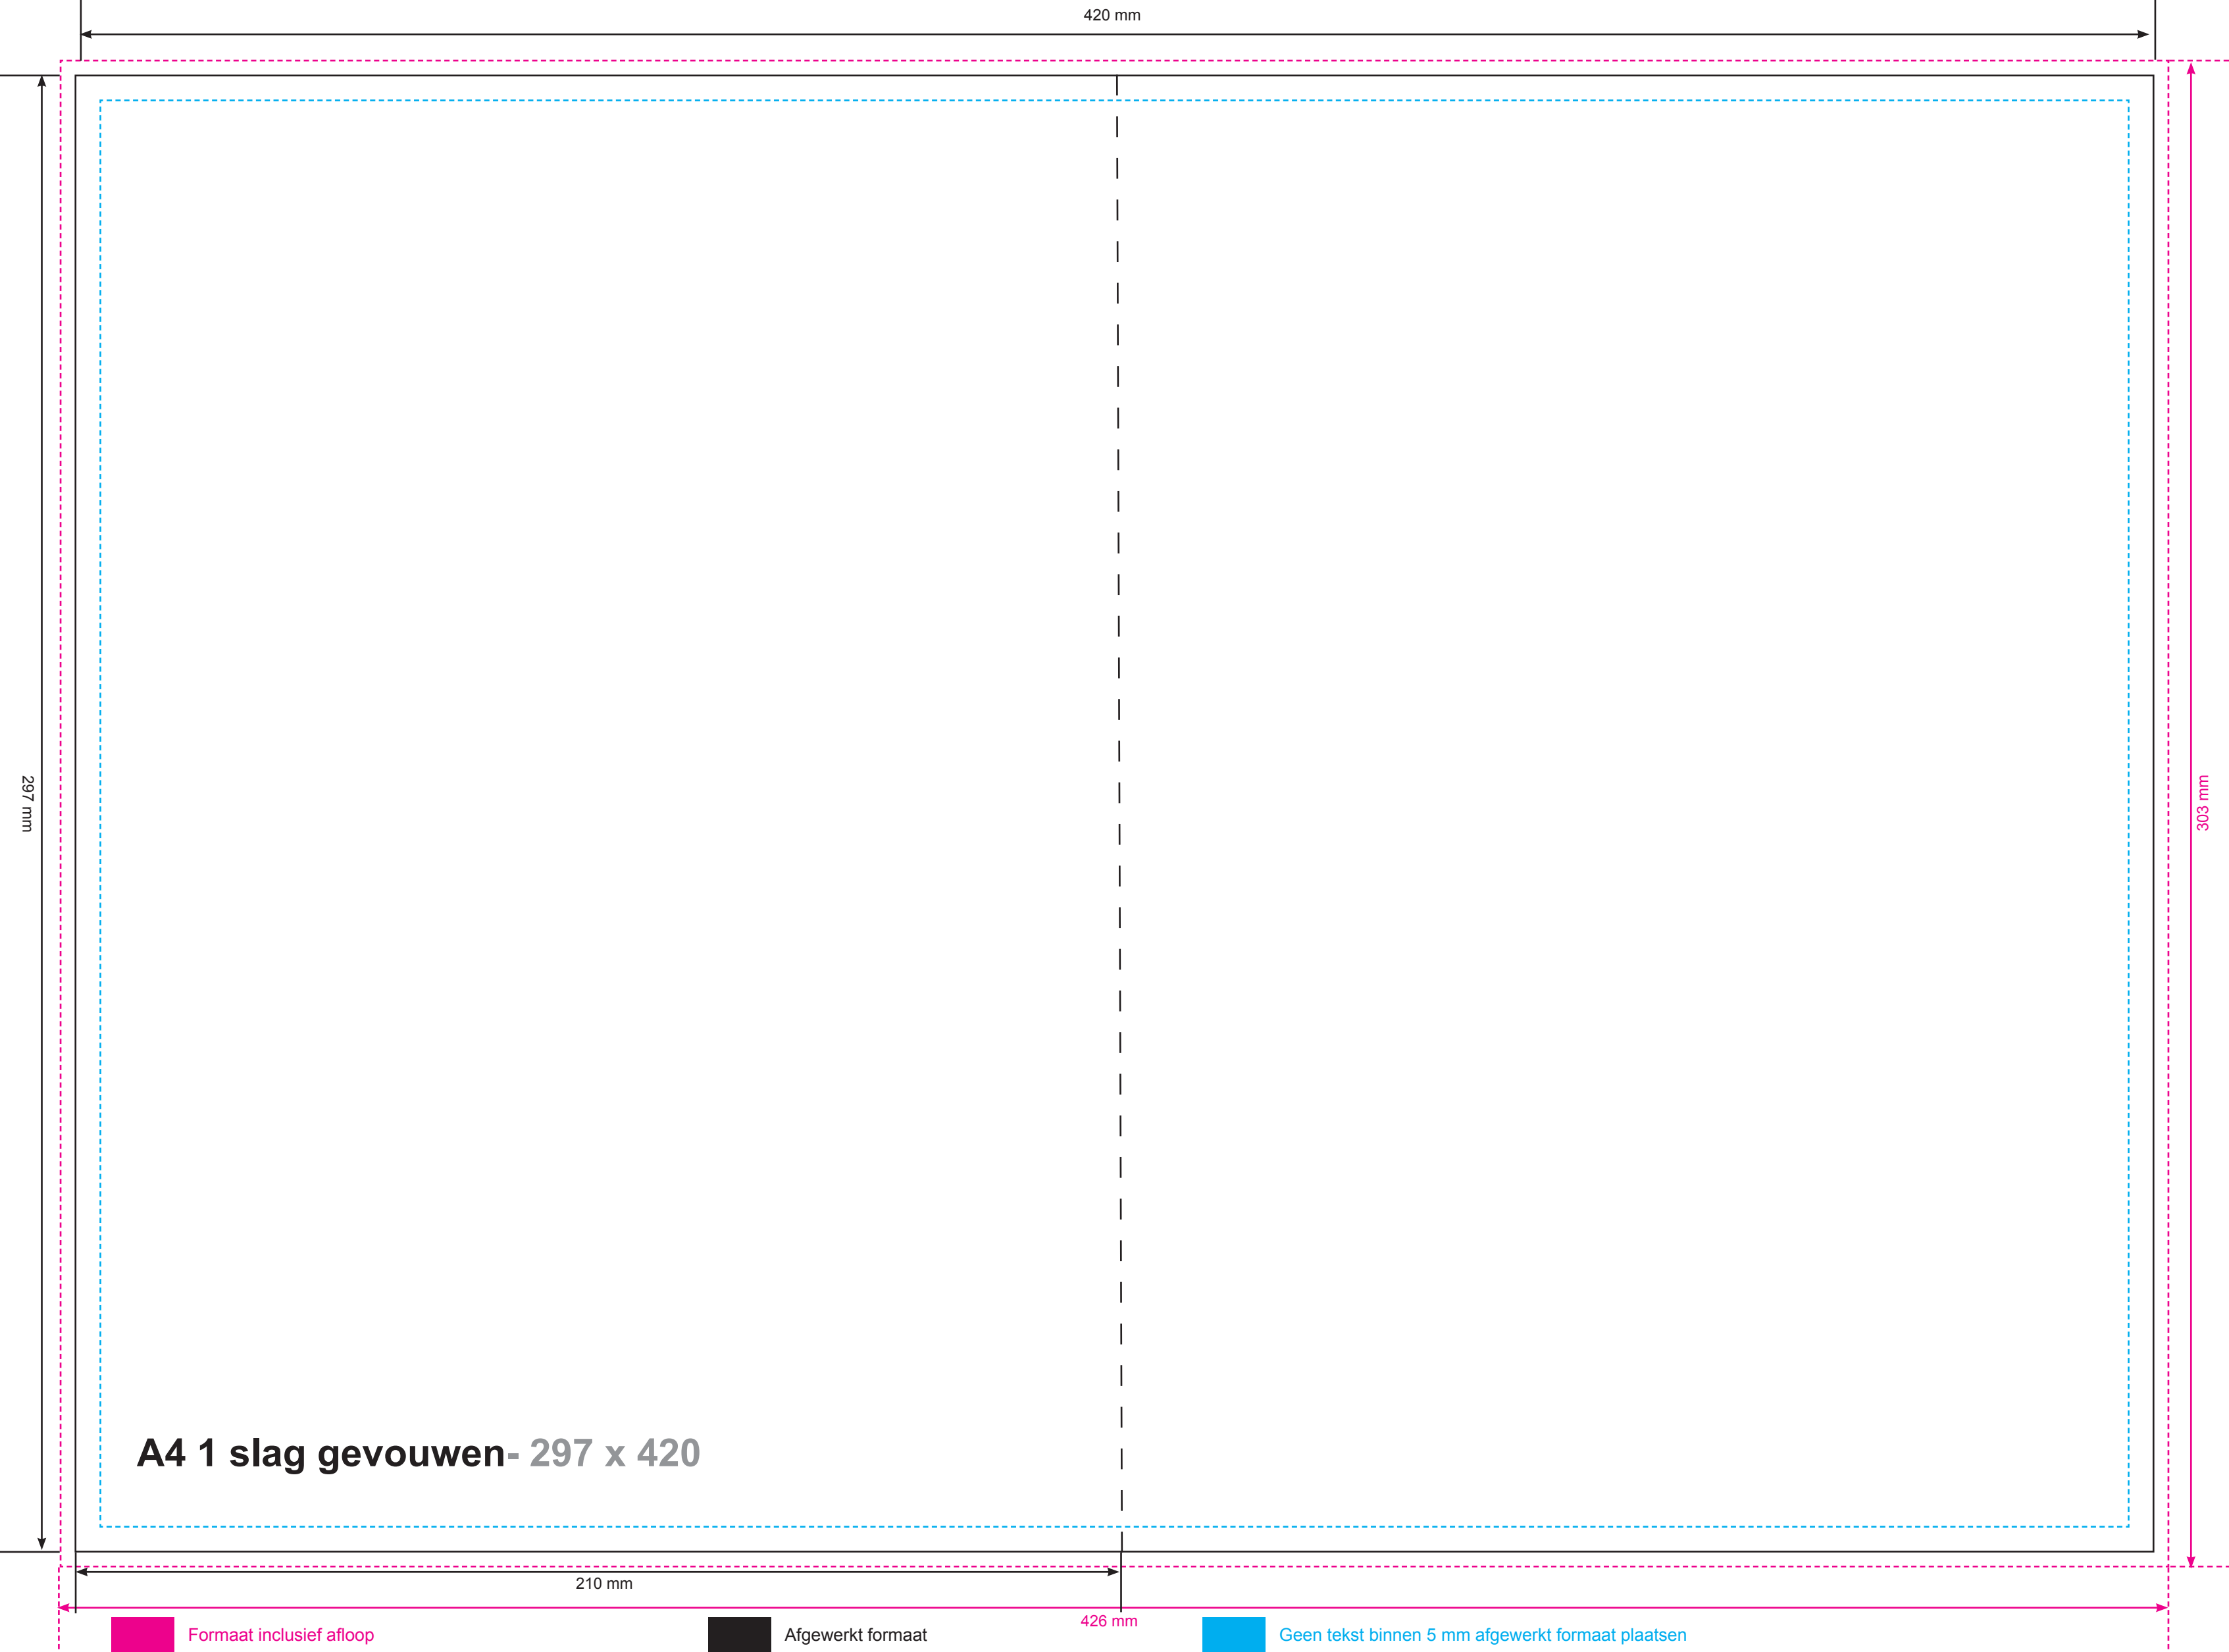 420 mm
297 mm
303 mm
A4 1 slag gevouwen- 297 x 420
210 mm
426 mm
Formaat inclusief afloop
Afgewerkt formaat
Geen tekst binnen 5 mm afgewerkt formaat plaatsen